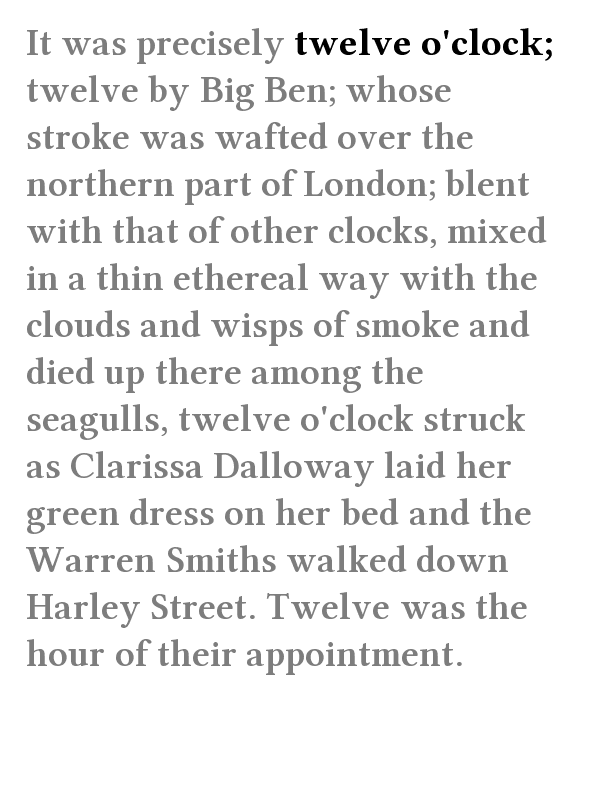 It was precisely twelve o'clock;
twelve by Big Ben; whose
stroke was wafted over the
northern part of London; blent
with that of other clocks, mixed
in a thin ethereal way with the
clouds and wisps of smoke and
died up there among the
seagulls, twelve o'clock struck
as Clarissa Dalloway laid her
green dress on her bed and the
Warren Smiths walked down
Harley Street. Twelve was the
hour of their appointment.